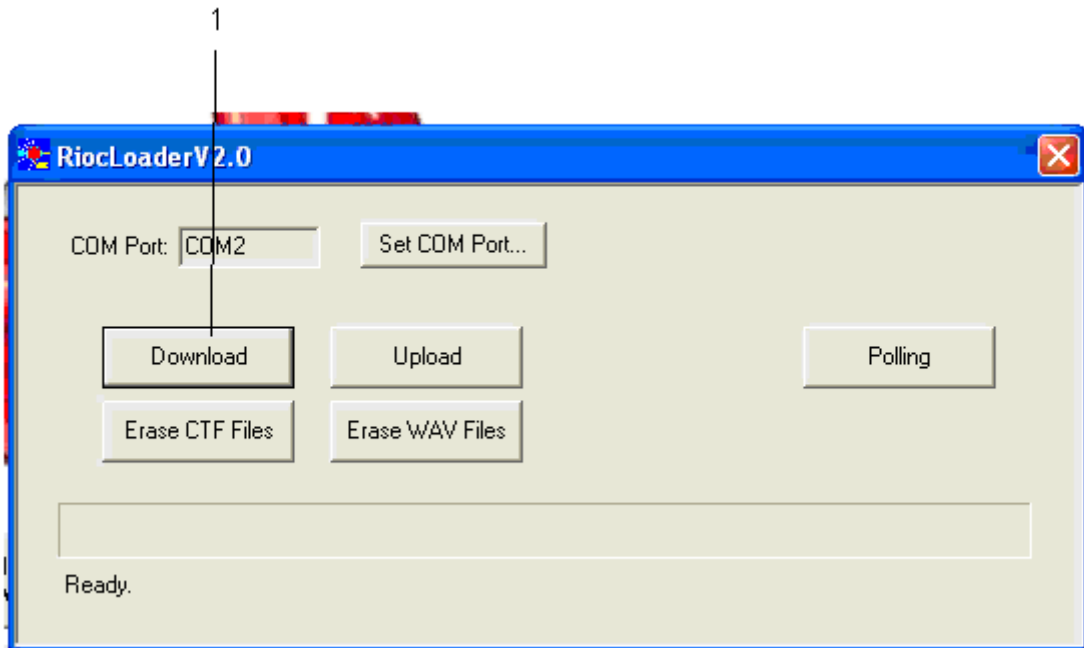 1
RiocLoaderV2.0
COM Port: COM2 Set COM Port...
Download Upload Polling
Erase CTF Files Erase WAV Files
Ready.